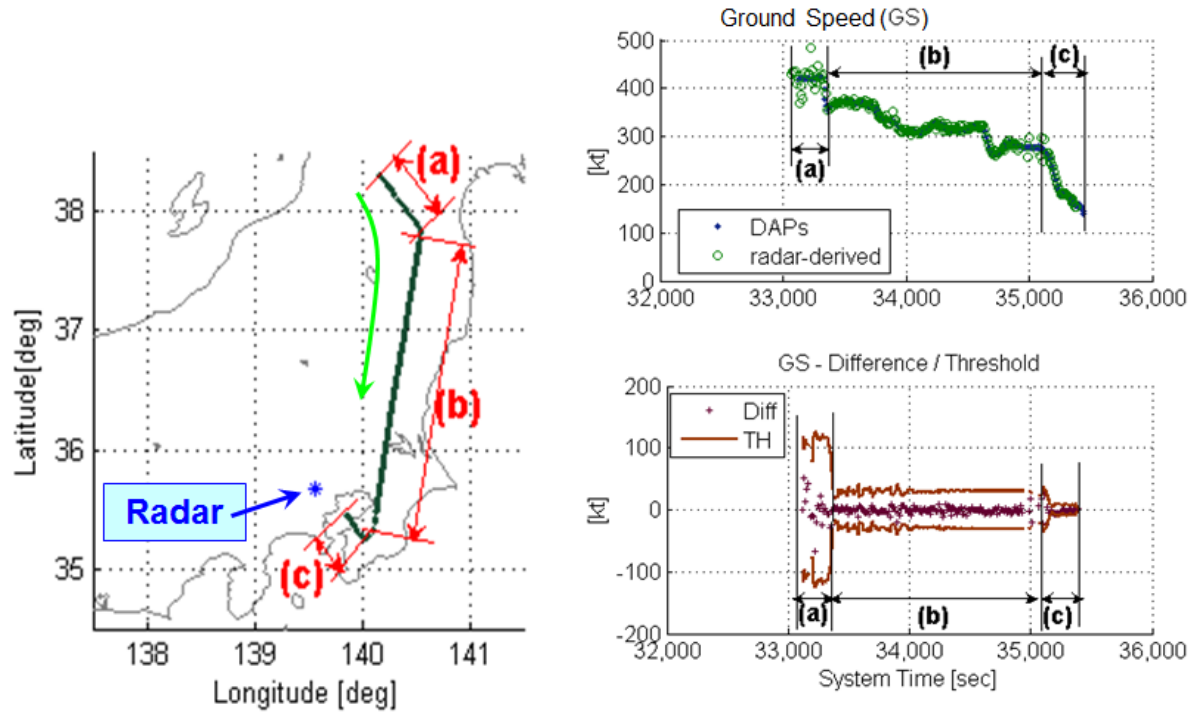 (a)
38
37
36
35
Latitude[deg]
(b)
Radar
(c)
138
139
140
141
Longitude [deg]
Ground Speed (GS)
500
400
300
200
100
0
[kt]
(a)
(b)
(c)
DAPs
radar-derived
32,000
33,000
34,000
35,000
36,000
GS - Difference / Threshold
200
100
0
-100
-200
[kt]
Diff
TH
(a)
(b)
(c)
32,000
33,000
34,000
35,000
36,000
System Time [sec]